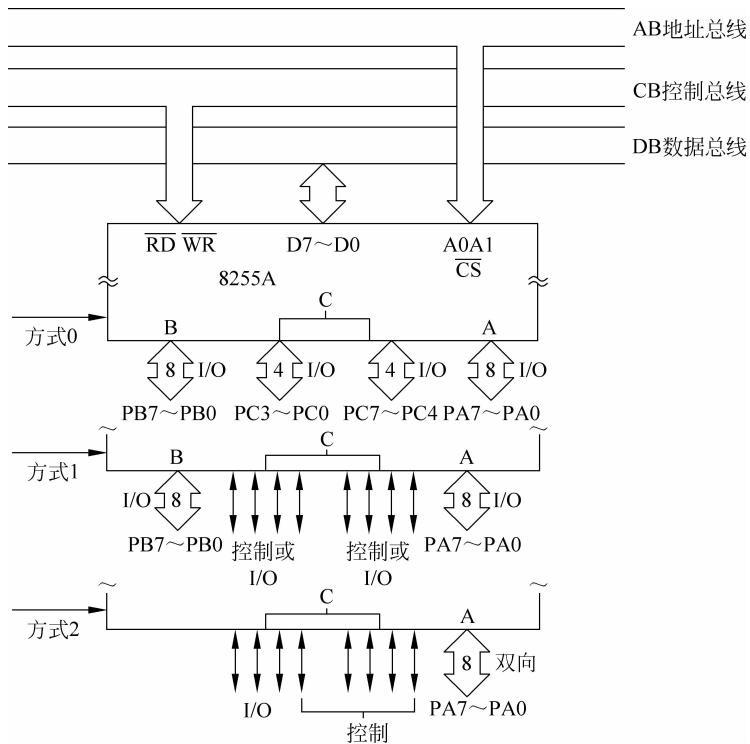 AB地址总线
CB控制总线
DB数据总线
RD WR D7～D0 A0A1
CS
8255A
C
方式0
B A
8 I/O 4 I/O 4 I/O 8 I/O
PB7～PB0 PC3～PC0 PC7～PC4 PA7～PA0
方式1
B C A
I/O 8 8 I/O
PB7～PB0 控制或 控制或 PA7～PA0
I/O I/O
方式2
C A
8 双向
I/O PA7～PA0
控制